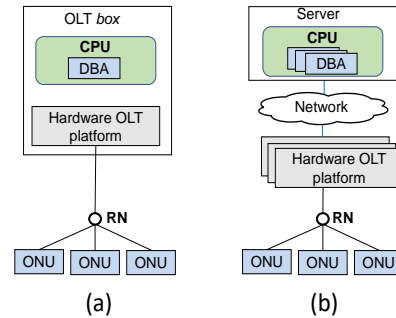 OLT box
CPU
DBA
Hardware OLT
platform
RN
ONU ONU ONU
(a)
Server
CPU
DBA
Network
Hardware OLT
platform
RN
ONU ONU ONU
(b)